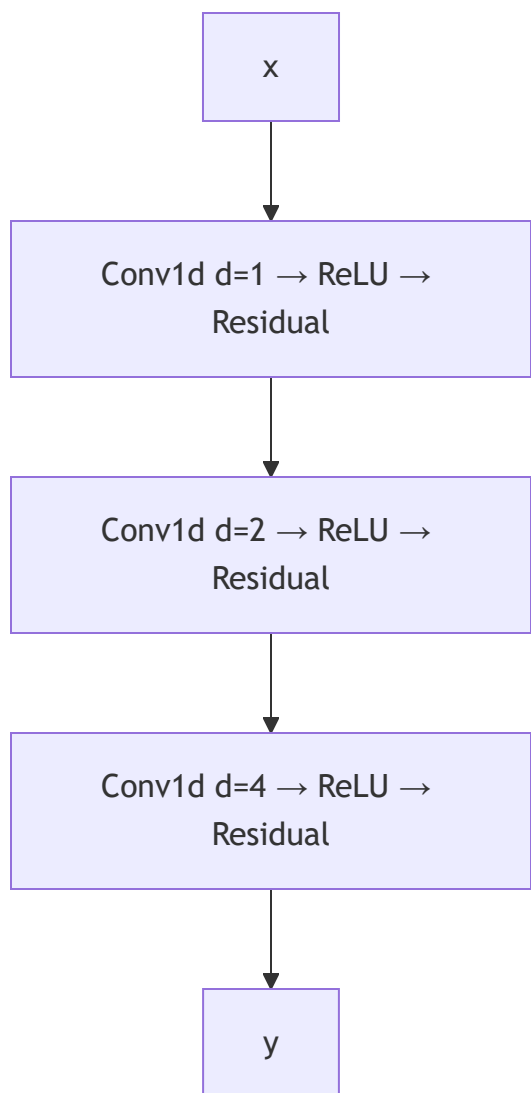 x
Conv1d d=1 → ReLU →
Residual
Conv1d d=2 → ReLU →
Residual
Conv1d d=4 → ReLU →
Residual
y